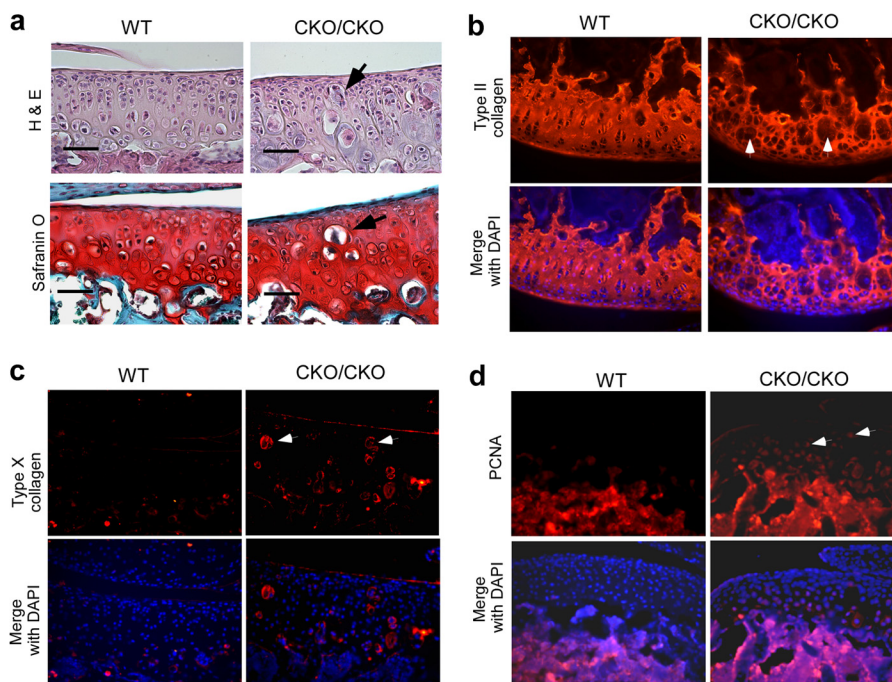 a
WT
CKO/CKO
H & E
Safranin O
b
WT
CKO/CKO
Type II
collagen
Merge
with DAPI
c
WT
CKO/CKO
Type X
collagen
Merge
with DAPI
d
WT
CKO/CKO
PCNA
Merge
with DAPI